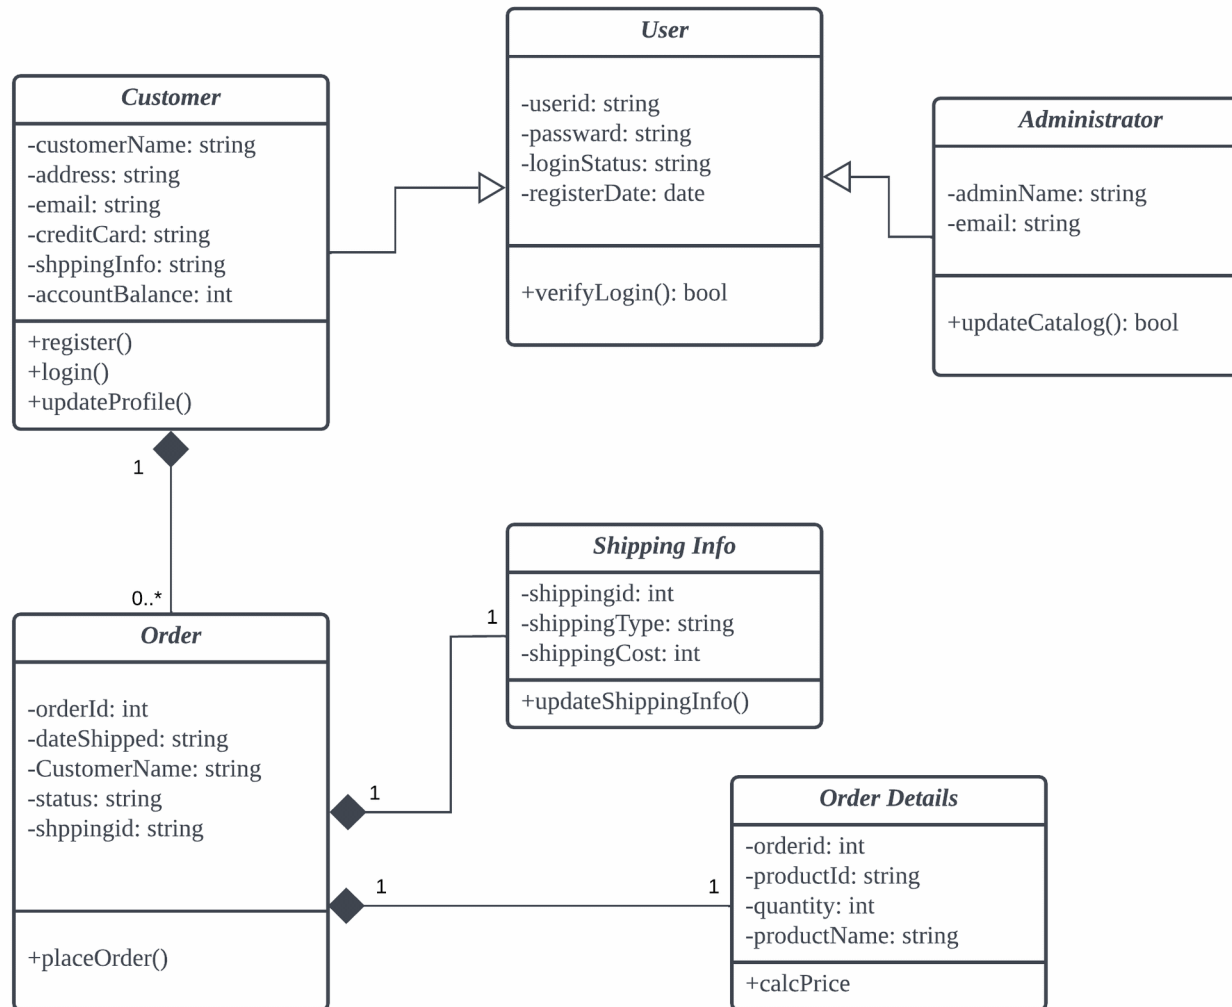 User
-userid: string
-passward: string
-loginStatus: string
-registerDate: date
+verifyLogin(): bool
Customer
-customerName: string
-address: string
-email: string
-creditCard: string
-shppingInfo: string
-accountBalance: int
+register()
+login()
+updateProfile()
Administrator
-adminName: string
-email: string
+updateCatalog(): bool
1
0..*
Order
-orderId: int
-dateShipped: string
-CustomerName: string
-status: string
-shppingid: string
+placeOrder()
1
1
Shipping Info
-shippingid: int
-shippingType: string
-shippingCost: int
+updateShippingInfo()
1
1
Order Details
-orderid: int
-productId: string
-quantity: int
-productName: string
+calcPrice